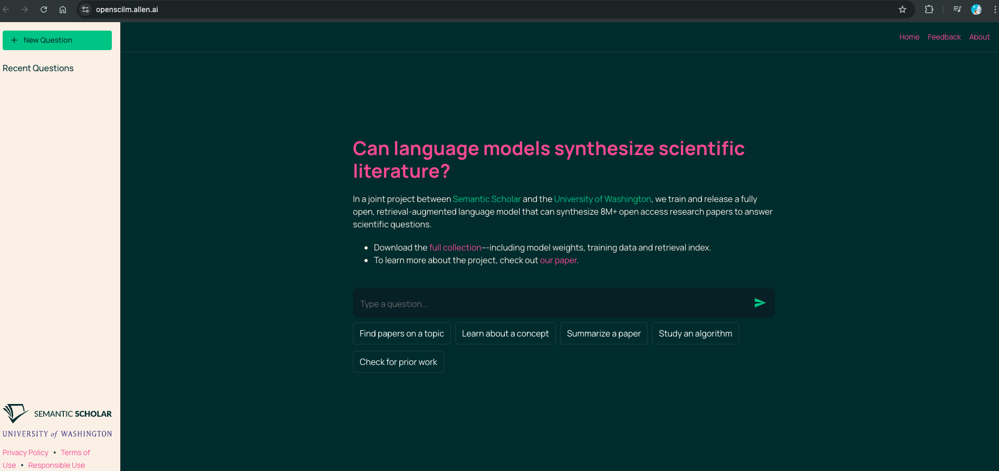 openscilm.allen.ai
New Question
Recent Questions
Home Feedback About
Can language models synthesize scientific
literature?
In a joint project between Semantic Scholar and the University of Washington, we train and release a fully
open, retrieval-augmented language model that can synthesize 8M+ open access research papers to answer
scientific questions.
• Download the full collection—-including model weights, training data and retrieval index.
• To learn more about the project, check out our paper.
Type a question...
Find papers on a topic Learn about a concept Summarize a paper Study an algorithm
Check for prior work
SEMANTIC SCHOLAR
UNIVERSITY of WASHINGTON
Privacy Policy • Terms of
Use • Responsible Use